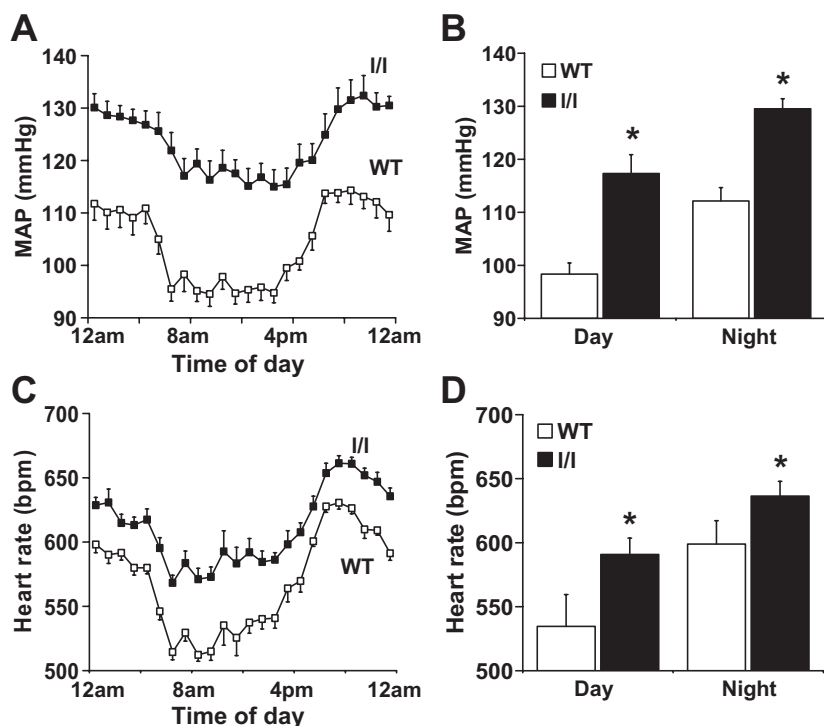 A
MAP (mmHg)
140
130
120
110
100
90
I/I
WT
12am
8am
4pm
12am
Time of day
B
MAP (mmHg)
140
130
120
110
100
90
WT
I/I
*
*
Day
Night
C
Heart rate (bpm)
700
650
600
550
500
I/I
WT
12am
8am
4pm
12am
Time of day
D
Heart rate (bpm)
700
650
600
550
500
WT
I/I
*
*
Day
Night